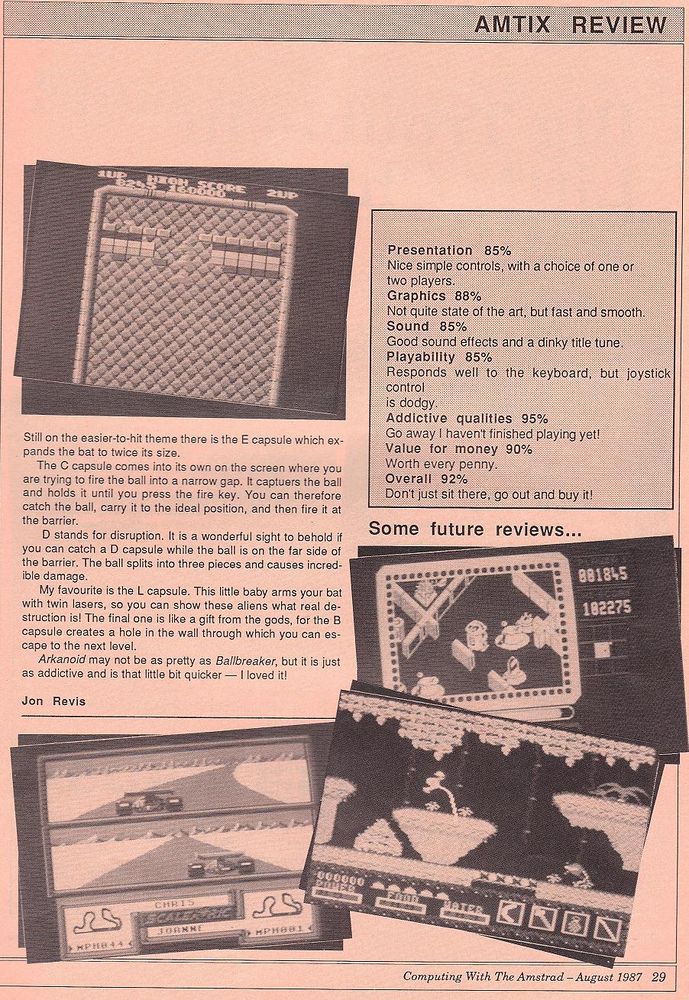 AMTIX REVIEW
1UP HIGH SCORE 2UP
6245 160000
Still on the easier-to-hit theme there is the E capsule which ex-
pands the bat to twice its size.
The C capsule comes into its own on the screen where you
are trying to fire the ball into a narrow gap. It captuers the ball
and holds it until you press the fire key. You can therefore
catch the ball, carry it to the ideal position, and then fire it at
the barrier.
D stands for disruption. It is a wonderful sight to behold if
you can catch a D capsule while the ball is on the far side of
the barrier. The ball splits into three pieces and causes incred-
ible damage.
My favourite is the L capsule. This little baby arms your bat
with twin lasers, so you can show these aliens what real de-
struction is! The final one is like a gift from the gods, for the B
capsule creates a hole in the wall through which you can es-
cape to the next level.
Arkanoid may not be as pretty as Ballbreaker, but it is just
as addictive and is that little bit quicker — I loved it!
Jon Revis
Presentation 85%
Nice simple controls, with a choice of one or
two players.
Graphics 88%
Not quite state of the art, but fast and smooth.
Sound 85%
Good sound effects and a dinky title tune.
Playability 85%
Responds well to the keyboard, but joystick
control
is dodgy.
Addictive qualities 95%
Go away I haven't finished playing yet!
Value for money 90%
Worth every penny.
Overall 92%
Don't just sit there, go out and buy it!
Some future reviews...
001845
102275
CHRIS
SCALEXTRIC
JOANNE
MPH044
MPH001
000000
POWER
FOOD
WATER
Computing With The Amstrad – August 1987 29